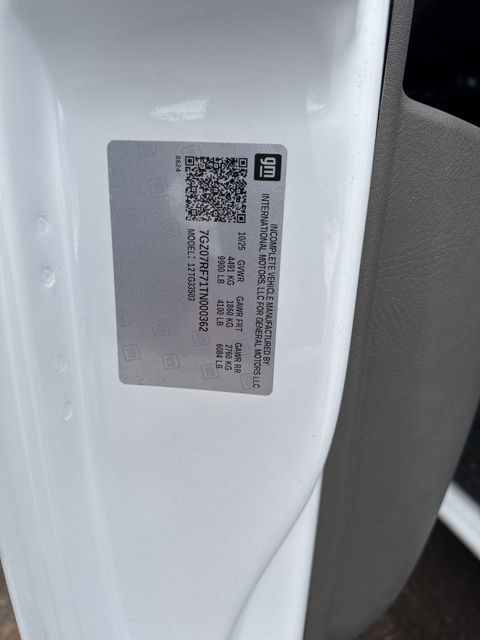 gm
INCOMPLETE VEHICLE MANUFACTURED BY
INTERNATIONAL MOTORS, LLC FOR GENERAL MOTORS LLC
10/25 GVWR GAWR FRT GAWR RR
4491 KG 1860 KG 2760 KG
9900 LB 4100 LB 6084 LB
7GZ07RF71TN000362
MODEL: 12TG33503
8624